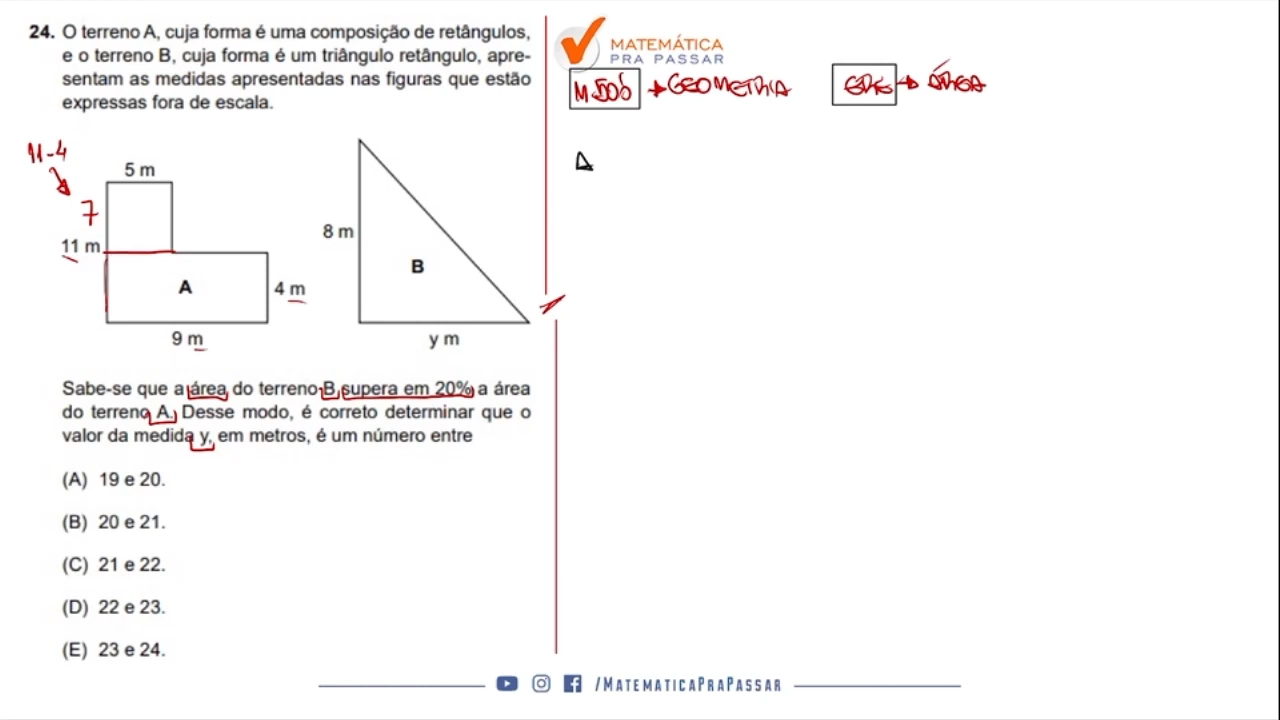 24. O terreno A, cuja forma é uma composição de retângulos,
e o terreno B, cuja forma é um triângulo retângulo, apre-
sentam as medidas apresentadas nas figuras que estão
expressas fora de escala.
MATEMÁTICA
PRA PASSAR
GEOMETRIA
ÁREA
11-4
7
5 m
11 m
A
4 m
9 m
8 m
B
y m
A
Sabe-se que a área do terreno B supera em 20% a área
do terreno A. Desse modo, é correto determinar que o
valor da medida y, em metros, é um número entre
(A) 19 e 20.
(B) 20 e 21.
(C) 21 e 22.
(D) 22 e 23.
(E) 23 e 24.
/MATEMATICAPRAPASSAR